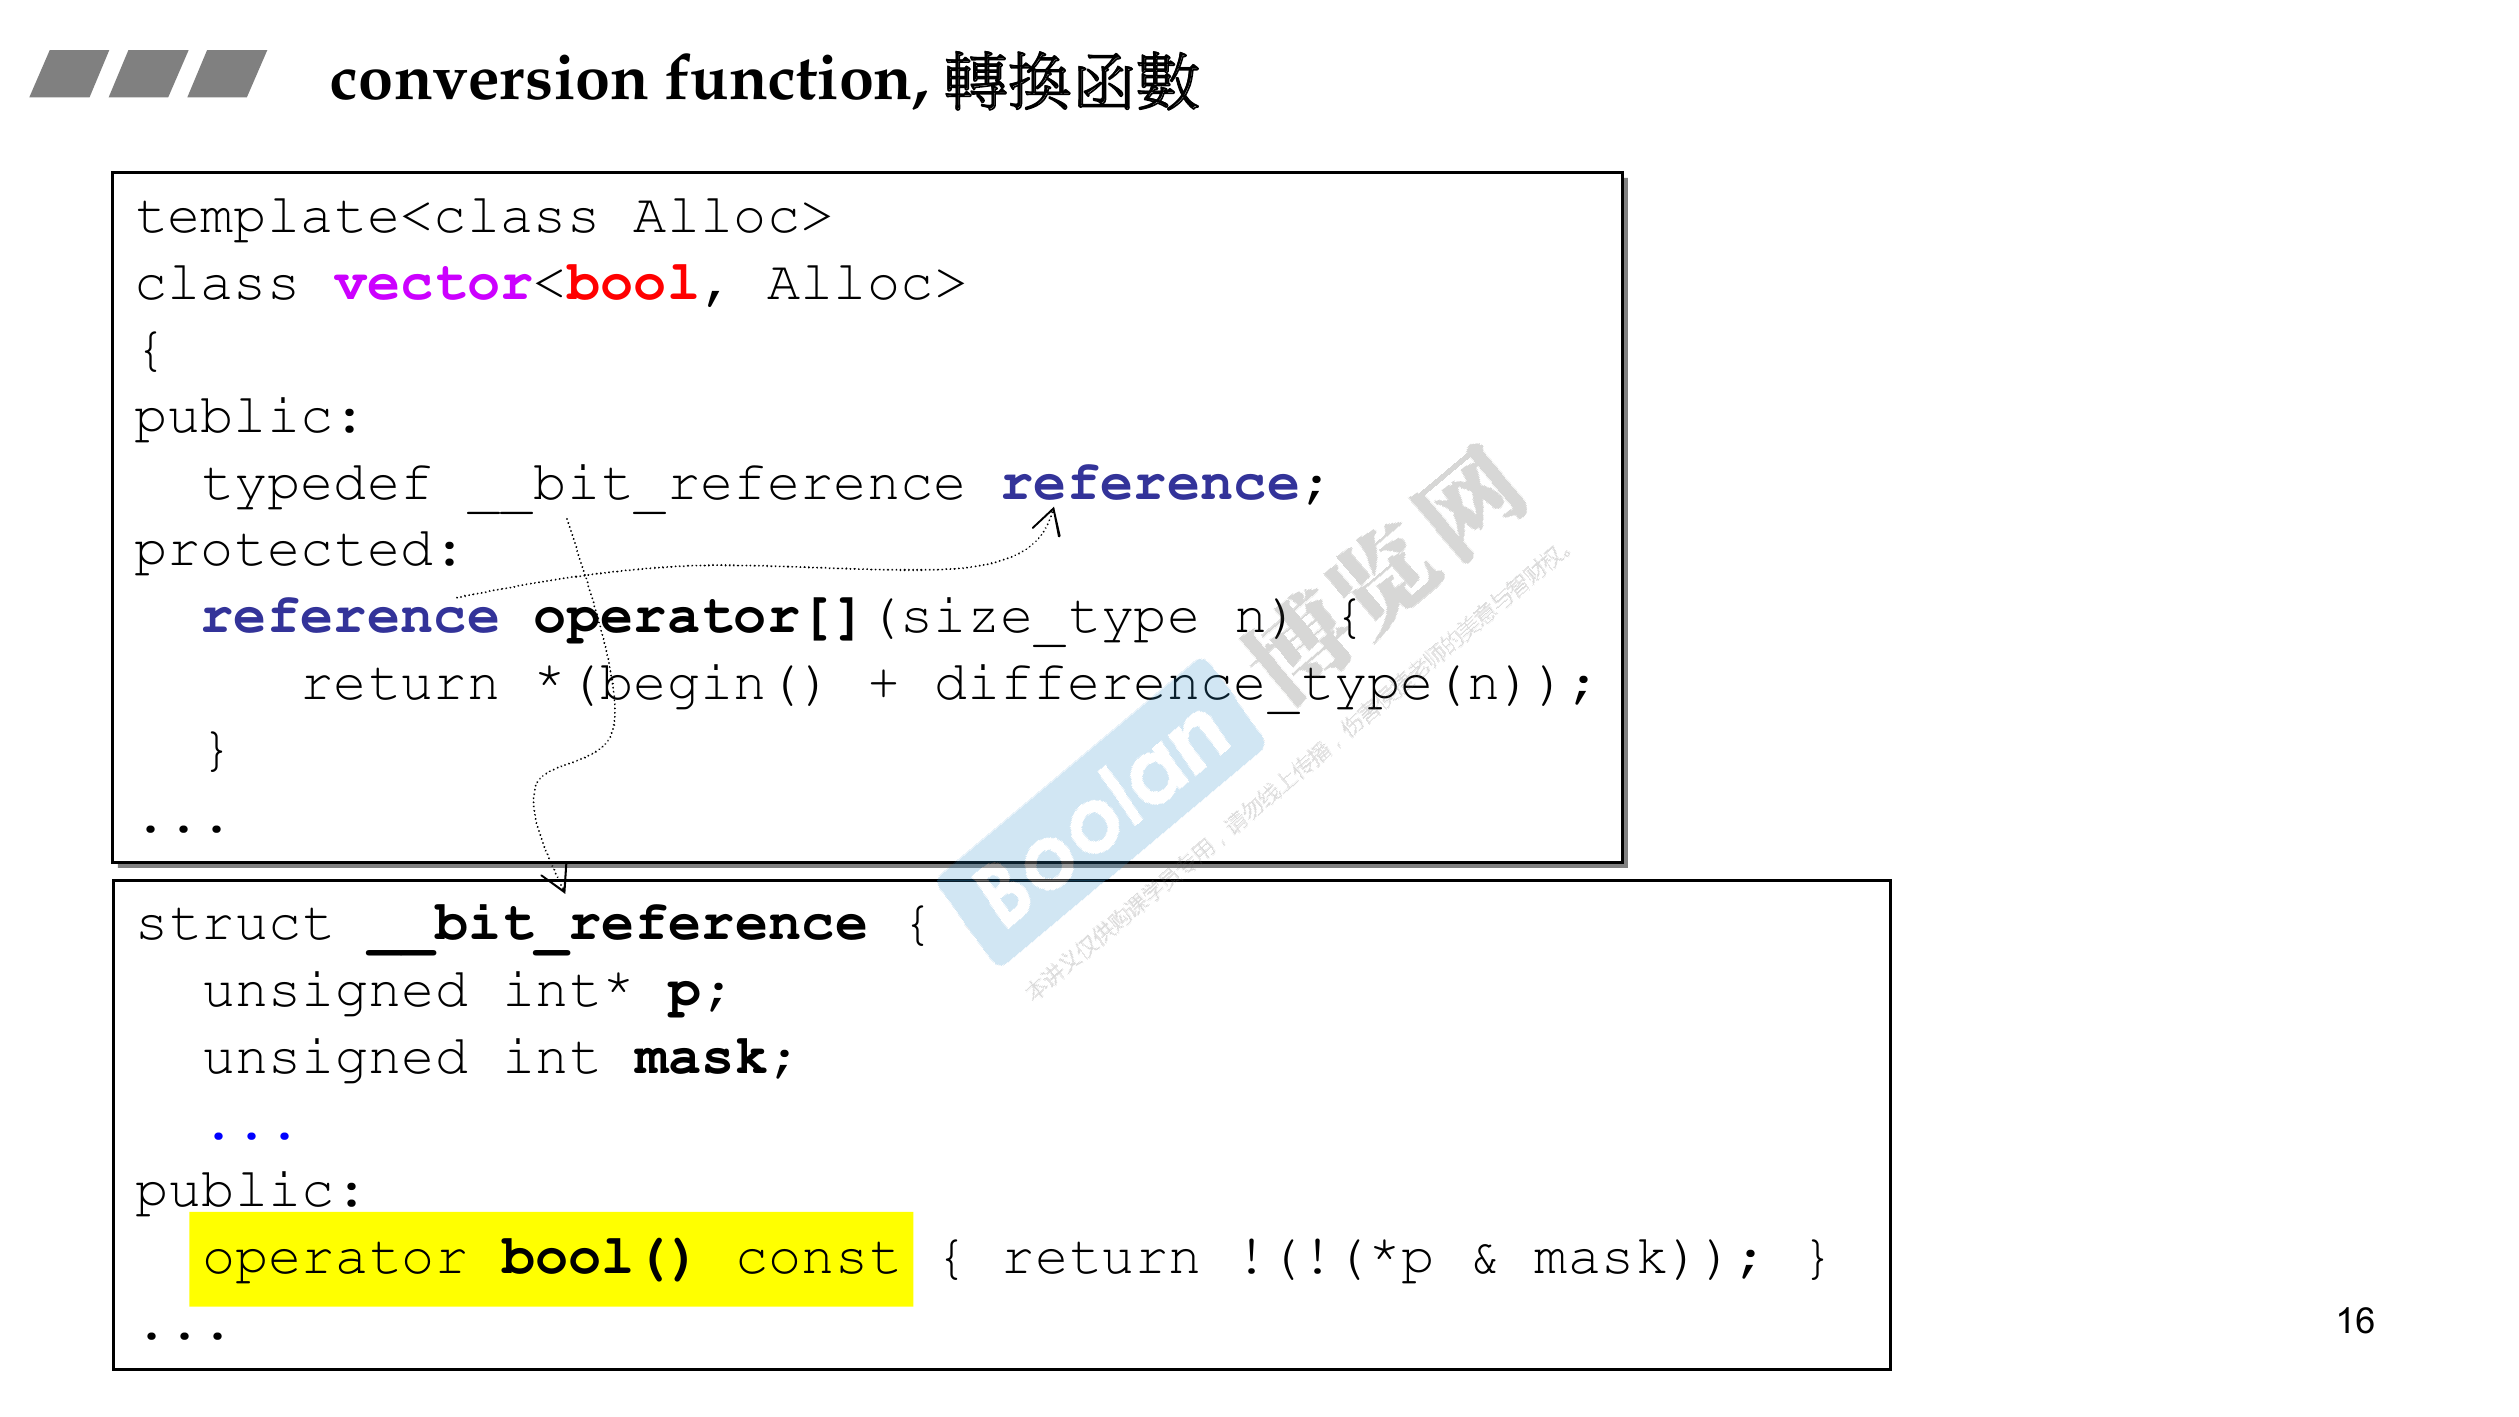 conversion function, 轉換函數
template<class Alloc>
class vector<bool, Alloc>
{
public:
  typedef __bit_reference reference;
protected:
  reference operator[](size_type n) {
     return *(begin() + difference_type(n));
  }
...
struct __bit_reference {
  unsigned int* p;
  unsigned int mask;
  ...
public:
  operator bool() const { return !(!(*p & mask)); }
...
Boolan 博览网
本讲义仅供购课学员专用，请勿线上传播，伤害侯捷老师的美意与智财权。
16